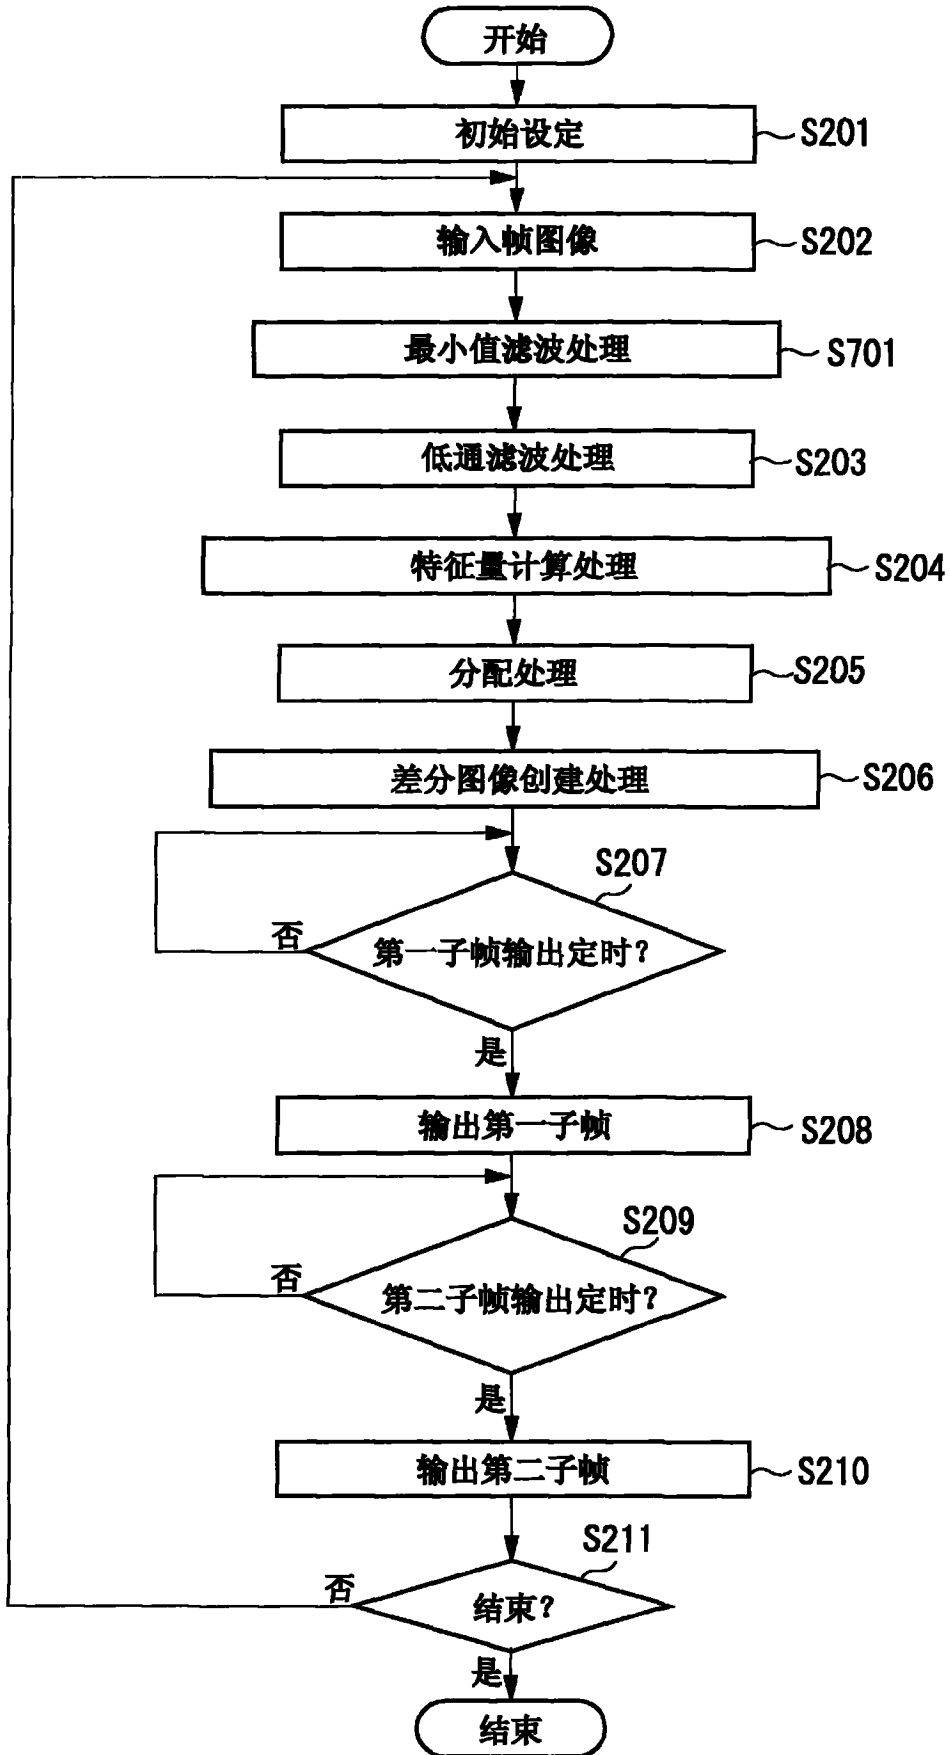 开始
初始设定
S201
输入帧图像
S202
最小值滤波处理
S701
低通滤波处理
S203
特征量计算处理
S204
分配处理
S205
差分图像创建处理
S206
S207
否
第一子帧输出定时?
是
输出第一子帧
S208
S209
否
第二子帧输出定时?
是
输出第二子帧
S210
S211
否
结束?
是
结束